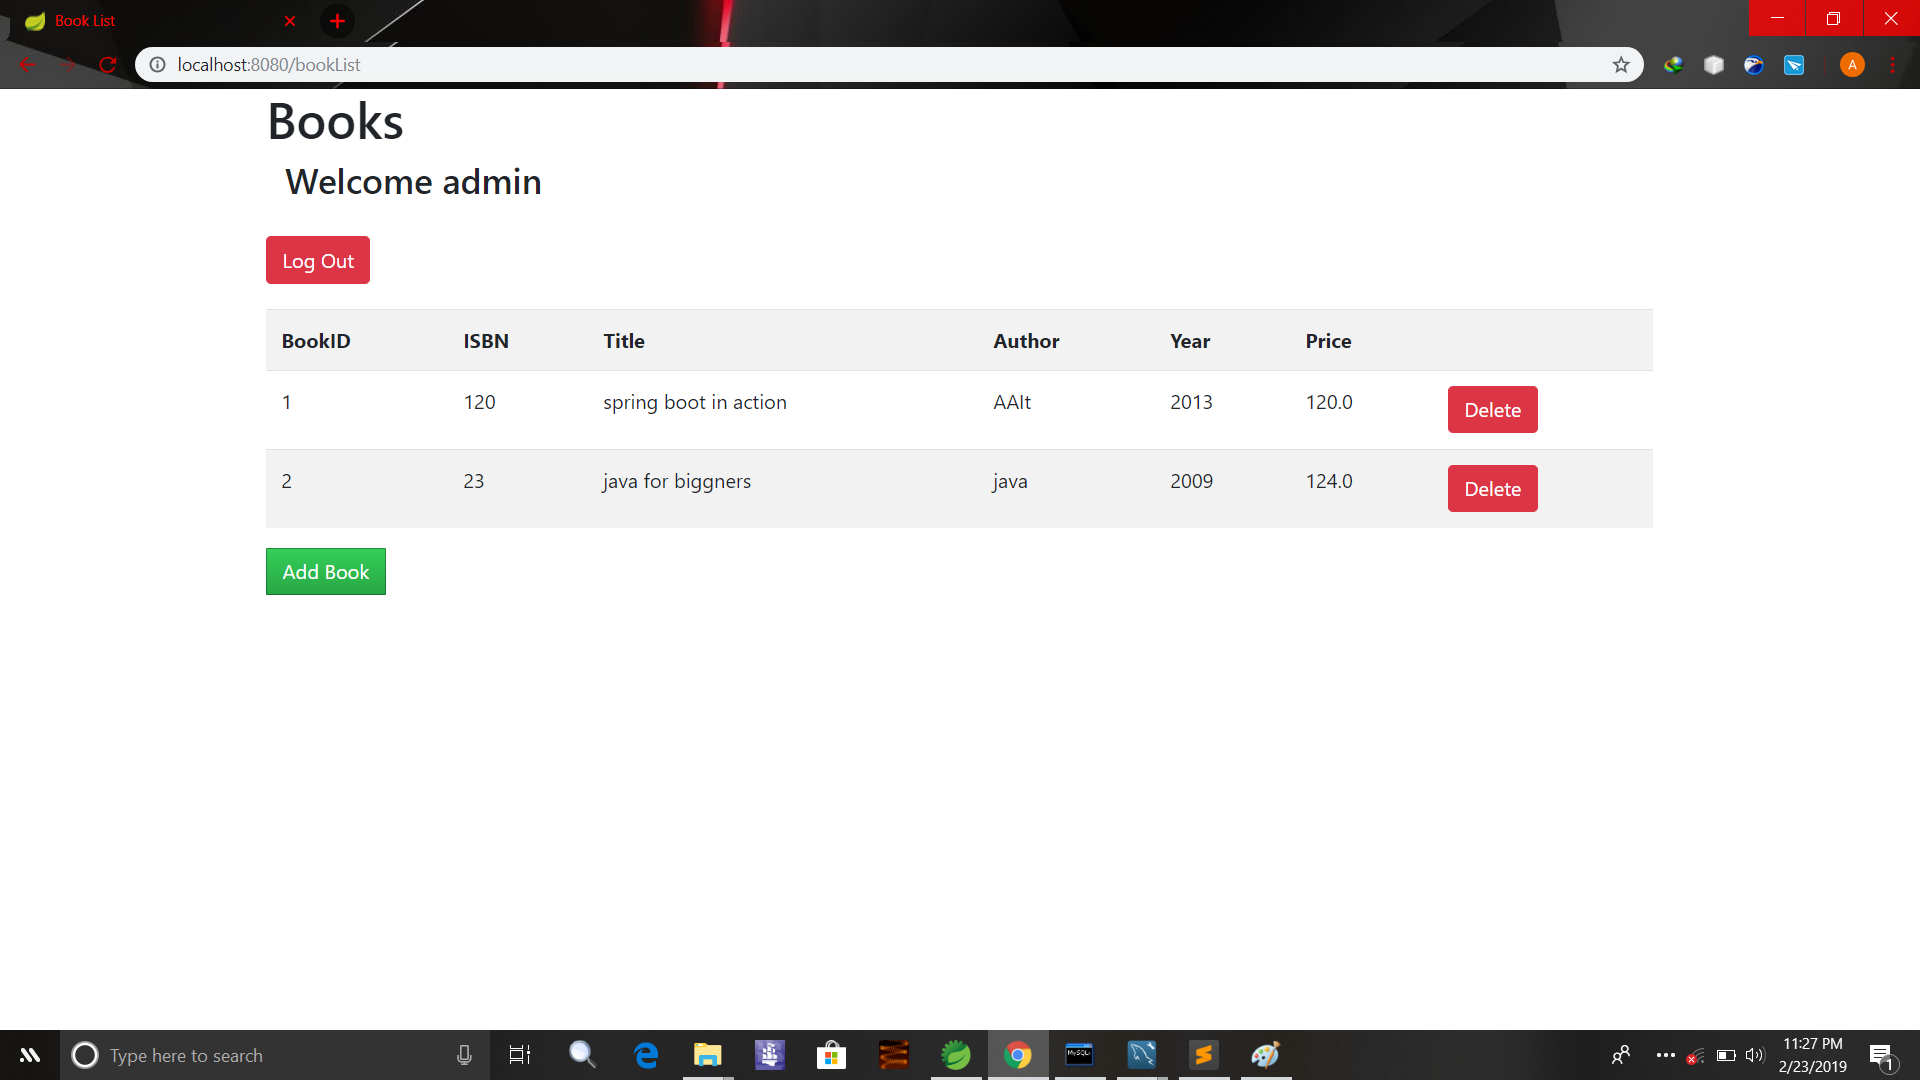 Book List
localhost:8080/bookList
A
Books
Welcome admin
Log Out
BookID ISBN Title Author Year Price
1 120 spring boot in action AAlt 2013 120.0 Delete
2 23 java for biggners java 2009 124.0 Delete
Add Book
Type here to search
MySQL
11:27 PM
2/23/2019
1